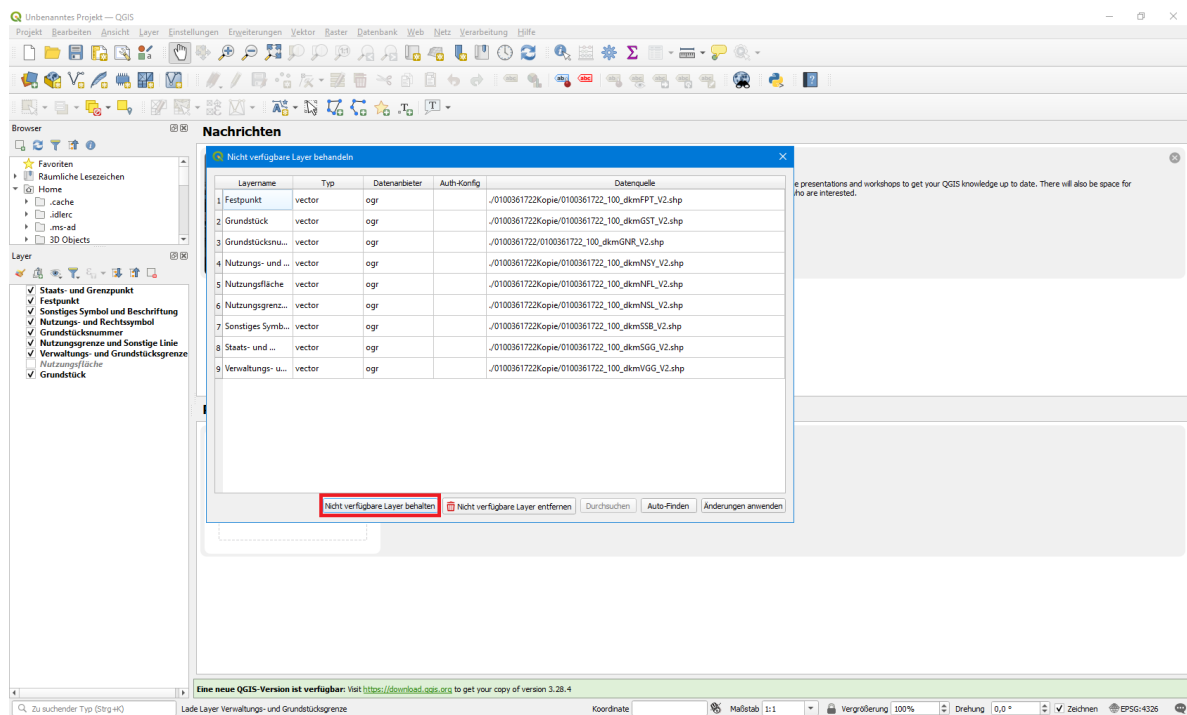 Unbenanntes Projekt — QGIS
Projekt Bearbeiten Ansicht Layer Einstellungen Erweiterungen Vektor Raster Datenbank Web Netz Verarbeitung Hilfe
Browser
Favoriten
Räumliche Lesezeichen
Home
.cache
.idlerc
.ms-ad
3D Objects
Layer
Staats- und Grenzpunkt
Festpunkt
Sonstiges Symbol und Beschriftung
Nutzungs- und Rechtssymbol
Grundstücksnummer
Nutzungsgrenze und Sonstige Linie
Verwaltungs- und Grundstücksgrenze
Nutzungsfläche
Grundstück
Nachrichten
e presentations and workshops to get your QGIS knowledge up to date. There will also be space for
ho are interested.
Nicht verfügbare Layer behandeln
Layername Typ Datenanbieter Auth-Konfig Datenquelle
1 Festpunkt vector ogr ./0100361722Kopie/0100361722_100_dkmFPT_V2.shp
2 Grundstück vector ogr ./0100361722Kopie/0100361722_100_dkmGST_V2.shp
3 Grundstücksnu... vector ogr ./0100361722/0100361722_100_dkmGNR_V2.shp
4 Nutzungs- und ... vector ogr ./0100361722Kopie/0100361722_100_dkmNSY_V2.shp
5 Nutzungsfläche vector ogr ./0100361722Kopie/0100361722_100_dkmNFL_V2.shp
6 Nutzungsgrenz... vector ogr ./0100361722Kopie/0100361722_100_dkmNSL_V2.shp
7 Sonstiges Symb... vector ogr ./0100361722Kopie/0100361722_100_dkmSSB_V2.shp
8 Staats- und ... vector ogr ./0100361722Kopie/0100361722_100_dkmSGG_V2.shp
9 Verwaltungs- u... vector ogr ./0100361722Kopie/0100361722_100_dkmVGG_V2.shp
Nicht verfügbare Layer behalten Nicht verfügbare Layer entfernen Durchsuchen Auto-Finden Änderungen anwenden
Eine neue QGIS-Version ist verfügbar: Visit https://download.qgis.org to get your copy of version 3.28.4
Zu suchender Typ (Strg+K) Lade Layer Verwaltungs- und Grundstücksgrenze Koordinate Maßstab 1:1 Vergrößerung 100% Drehung 0,0 ° Zeichnen EPSG:4326